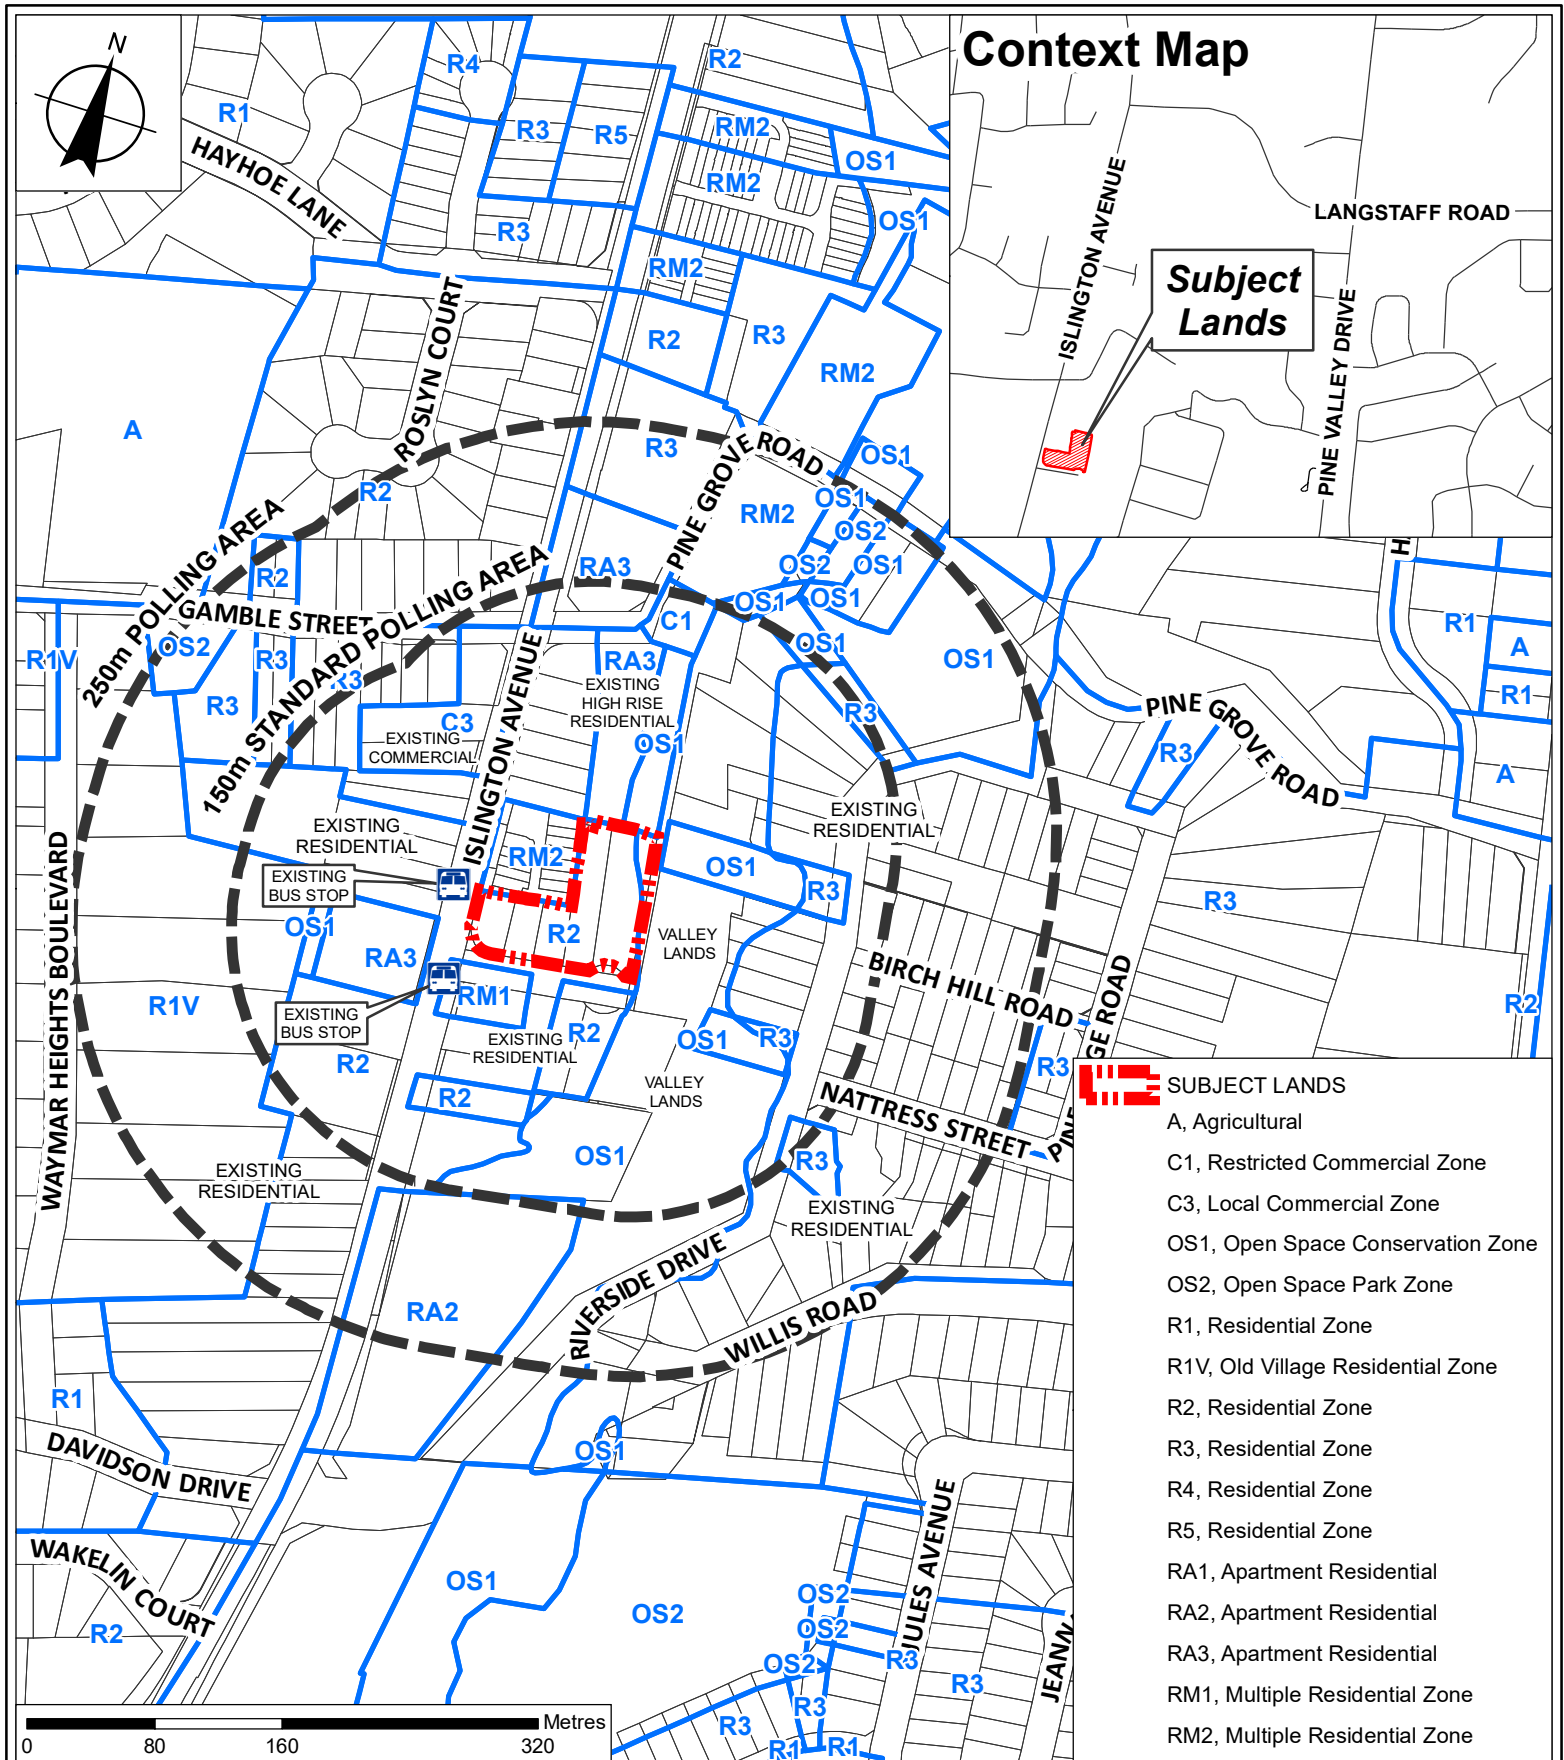 N
Context Map
R4
R2
R1
R3
R5
RM2
OS1
HAYHOE LANE
RM2
ISLINGTON AVENUE
LANGSTAFF ROAD
R3
OS1
RM2
Subject
Lands
ROSLYN COURT
R2
R3
RM2
PINE VALLEY DRIVE
A
R3
PINE GROVE ROAD
OS1
R2
OS1
RM2
OS2
250m POLLING AREA
150m STANDARD POLLING AREA
RA3
OS2
OS1
R2
OS1
OS1
GAMBLE STREET
C1
R1
OS2
R3
R3
OS1
A
R1V
RA3
OS1
R1
EXISTING
HIGH RISE
RESIDENTIAL
R3
C3
R3
PINE GROVE ROAD
R3
EXISTING
COMMERCIAL
OS1
A
ISLINGTON AVENUE
EXISTING
RESIDENTIAL
EXISTING
RESIDENTIAL
RM2
OS1
R3
R3
EXISTING
BUS STOP
WAYMAR HEIGHTS BOULEVARD
OS1
R2
VALLEY
LANDS
RA3
BIRCH HILL ROAD
R1V
RM1
R2
EXISTING
BUS STOP
R2
OS1
R3
EXISTING
RESIDENTIAL
R2
R3
GE ROAD
PINE
H
VALLEY
LANDS
R2
NATTRESS STREET
OS1
R3
EXISTING
RESIDENTIAL
EXISTING
RESIDENTIAL
RIVERSIDE DRIVE
RA2
WILLIS ROAD
R1
OS1
DAVIDSON DRIVE
WAKELIN COURT
R2
OS1
OS2
OS2
OS2
OS2
R3
JULES AVENUE
R3
JEANN
R3
R3
R1
R1
SUBJECT LANDS
A, Agricultural
C1, Restricted Commercial Zone
C3, Local Commercial Zone
OS1, Open Space Conservation Zone
OS2, Open Space Park Zone
R1, Residential Zone
R1V, Old Village Residential Zone
R2, Residential Zone
R3, Residential Zone
R4, Residential Zone
R5, Residential Zone
RA1, Apartment Residential
RA2, Apartment Residential
RA3, Apartment Residential
RM1, Multiple Residential Zone
RM2, Multiple Residential Zone
Metres
0 80 160 320